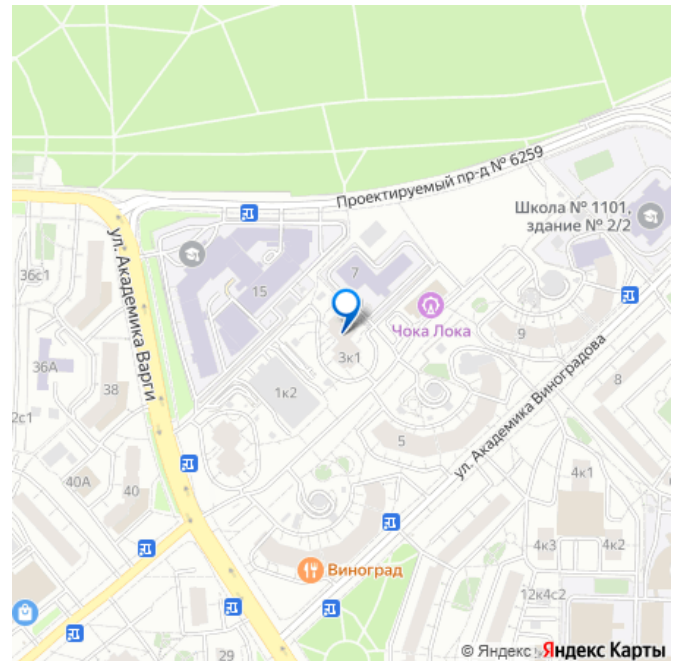 Проектируемый пр-д № 6259
Школа № 1101,
здание № 2/2
ул. Академика Варги
36с1
15
7
Чока Лока
9
36А
38
3к1
1к2
ул. Академика Виноградова
8
2с1
5
40А
40
4к1
4к3
4к2
Виноград
12к4с2
29
© Яндекс Яндекс Карты